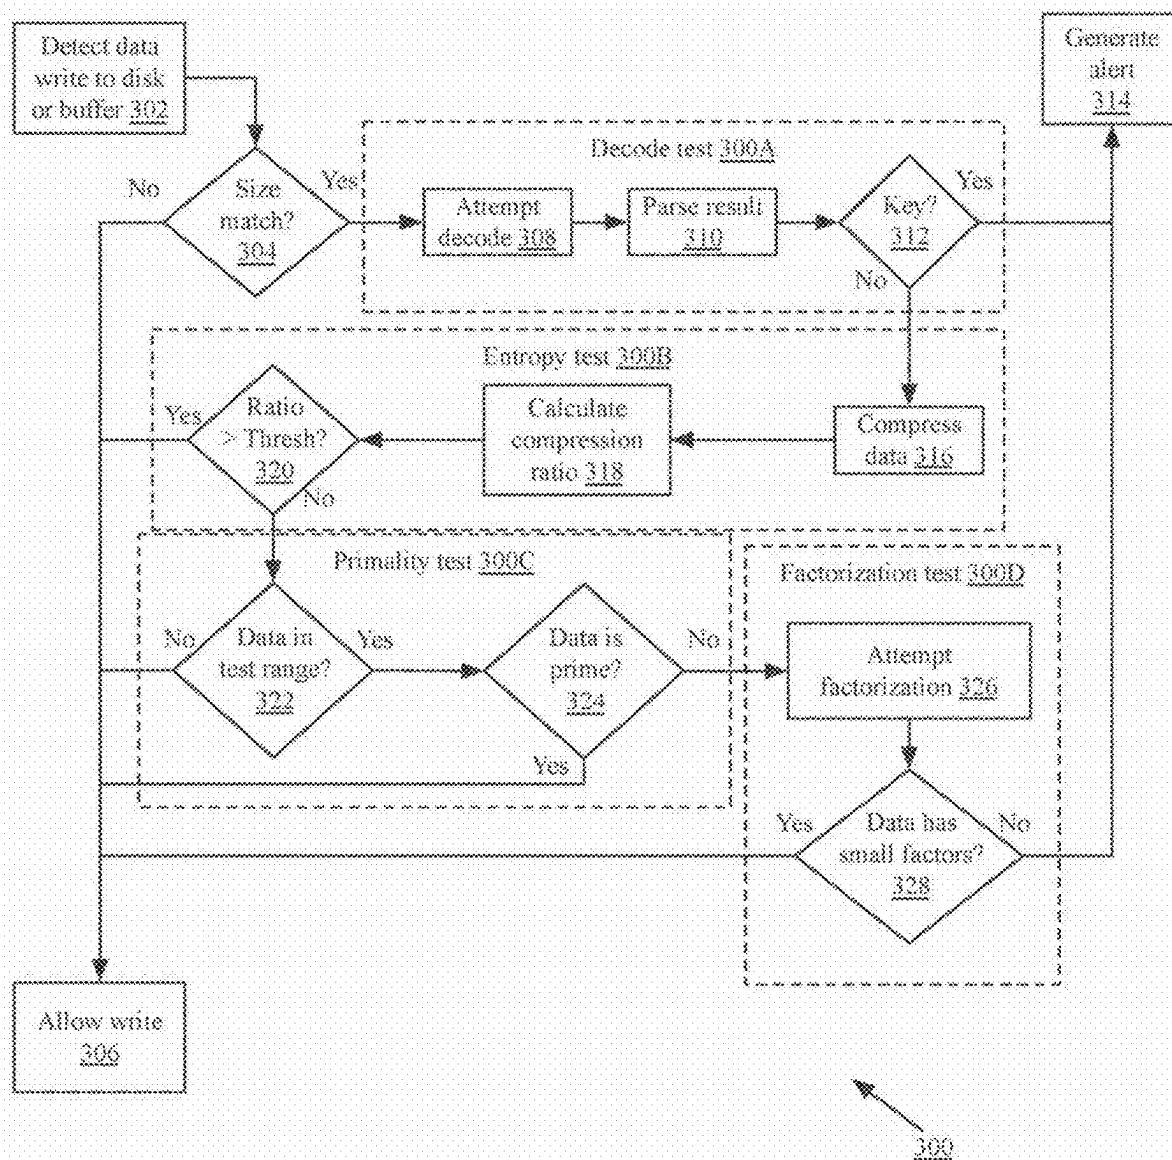 Detect data
write to disk
or buffer 302
Generate
alert
314
No
Size
match?
304
Yes
Decode test 300A
Attempt
decode 308
Parse result
310
Key?
312
Yes
No
Entropy test 300B
Yes
Ratio
> Thresh?
320
No
Calculate
compression
ratio 318
Compress
data 316
Primality test 300C
No
Data in
test range?
322
Yes
Data is
prime?
324
No
Yes
Factorization test 300D
Attempt
factorization 326
Yes
Data has
small factors?
328
No
Allow write
306
300